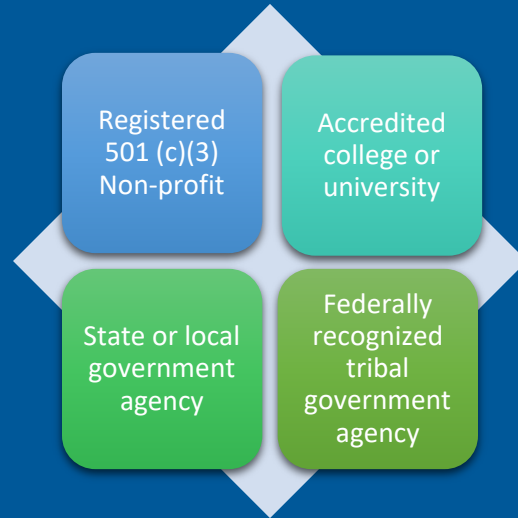 Registered
501 (c)(3)
Non-profit
Accredited
college or
university
State or local
government
agency
Federally
recognized
tribal
government
agency